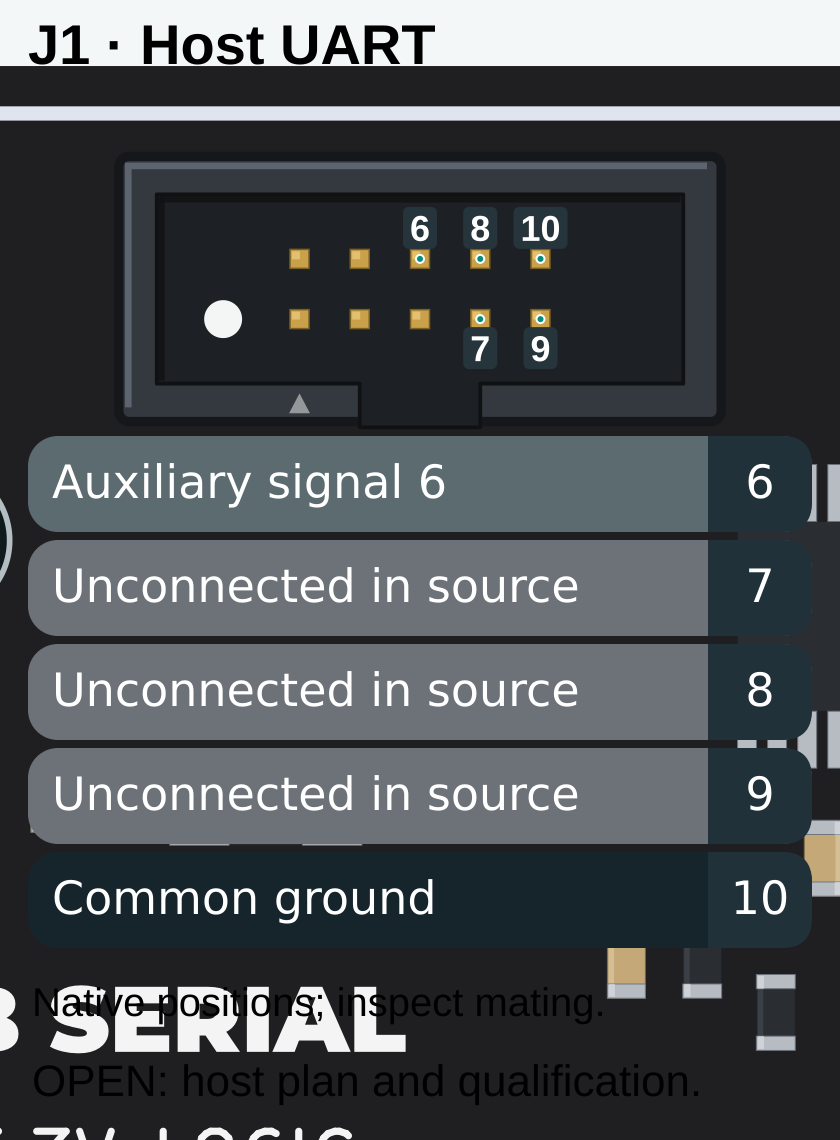 J1 · Host UART
6 8 10
7 9
Auxiliary signal 6 6
Unconnected in source 7
Unconnected in source 8
Unconnected in source 9
Common ground 10
Native positions; inspect mating.
SERIAL
OPEN: host plan and qualification.